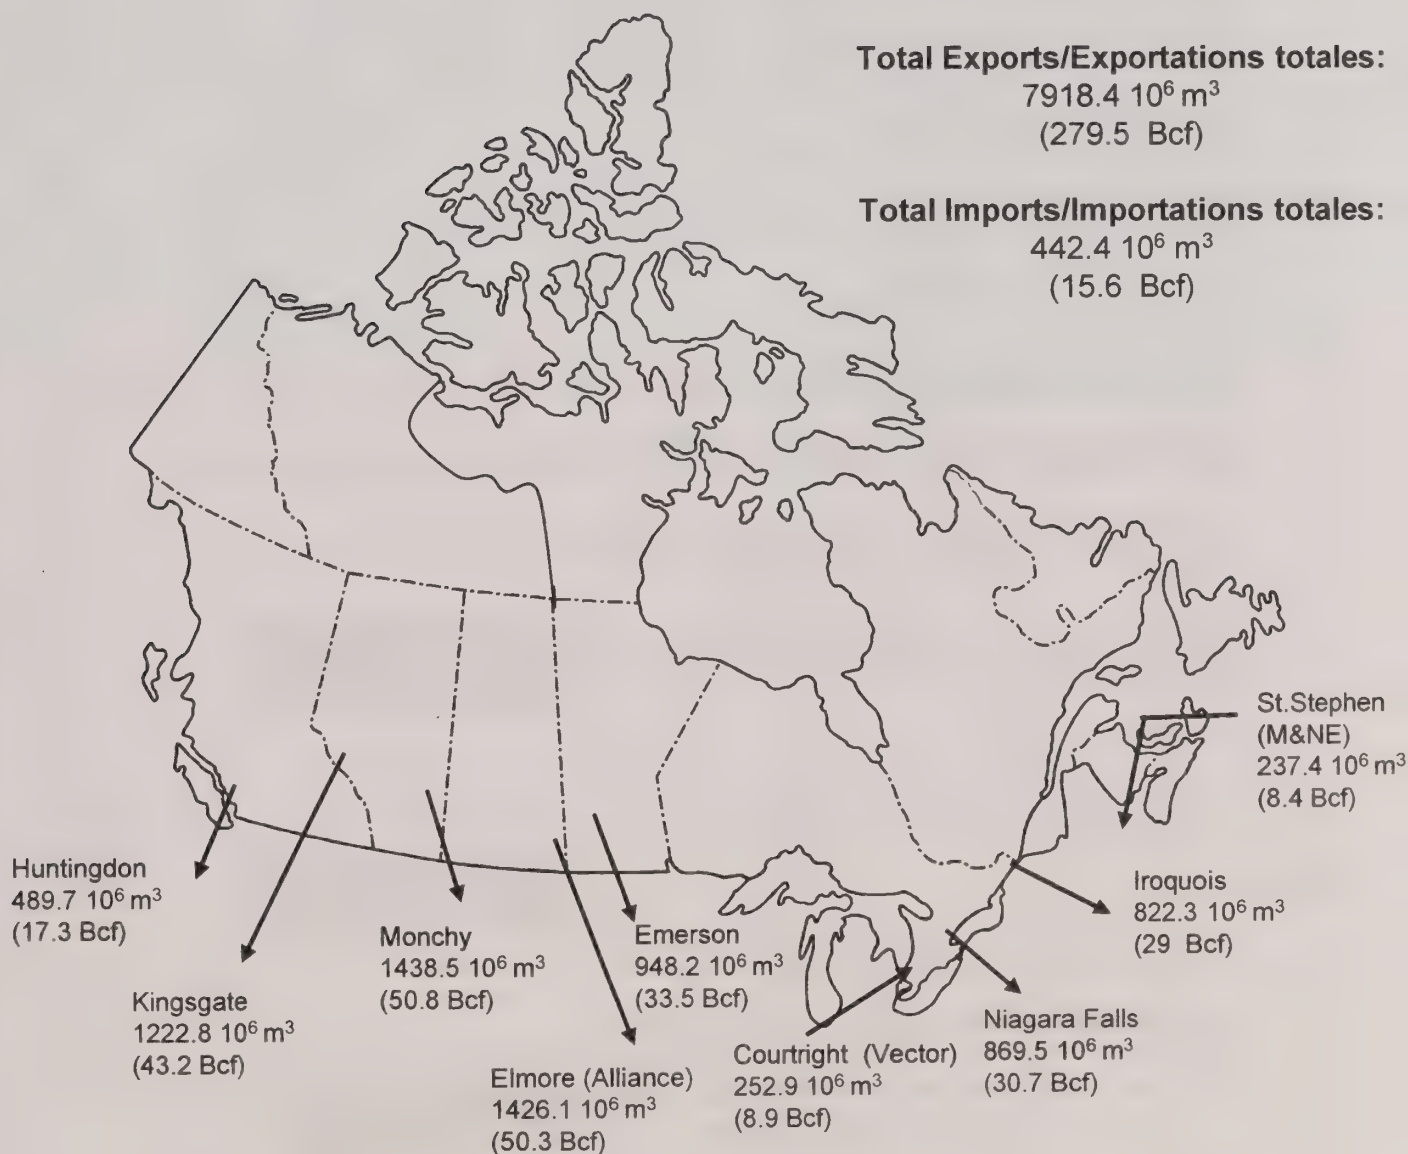 Total Exports/Exportations totales:
7918.4 10⁶ m³
(279.5 Bcf)
Total Imports/Importations totales:
442.4 10⁶ m³
(15.6 Bcf)
St.Stephen
(M&NE)
237.4 10⁶ m³
(8.4 Bcf)
Huntingdon
489.7 10⁶ m³
(17.3 Bcf)
Iroquois
822.3 10⁶ m³
(29 Bcf)
Monchy
1438.5 10⁶ m³
(50.8 Bcf)
Emerson
948.2 10⁶ m³
(33.5 Bcf)
Kingsgate
1222.8 10⁶ m³
(43.2 Bcf)
Niagara Falls
869.5 10⁶ m³
(30.7 Bcf)
Courtright (Vector)
252.9 10⁶ m³
(8.9 Bcf)
Elmore (Alliance)
1426.1 10⁶ m³
(50.3 Bcf)